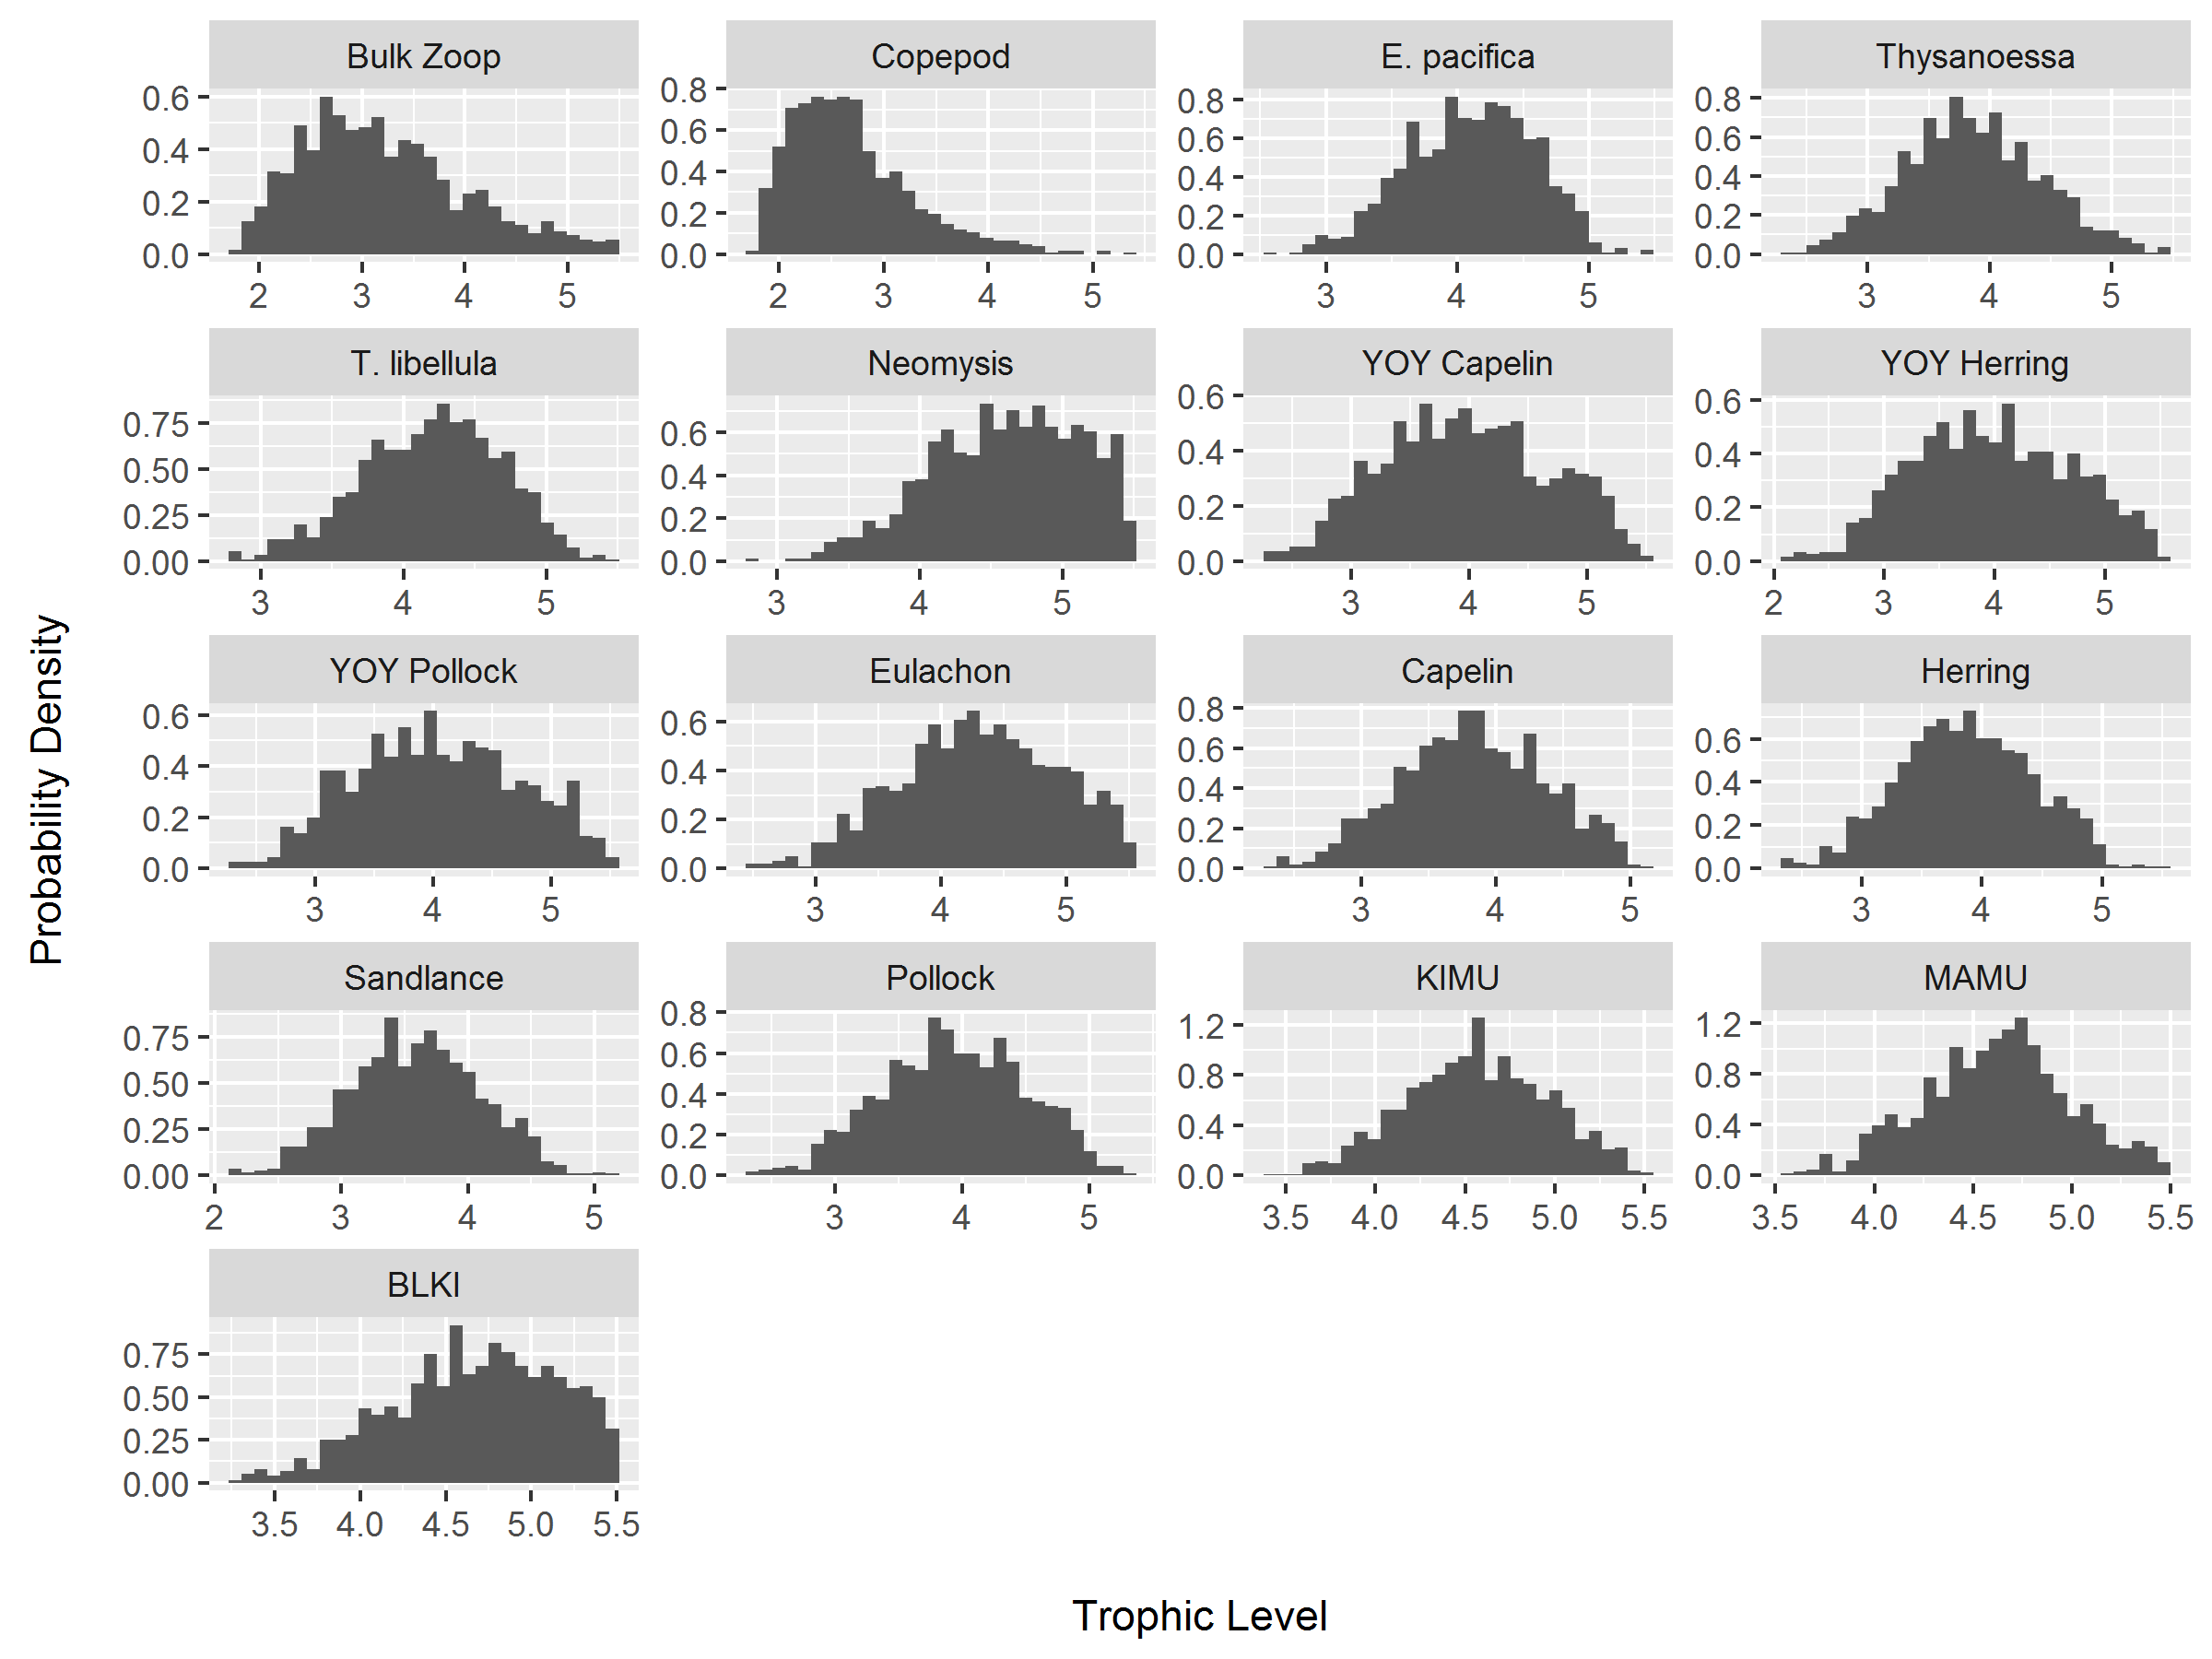 Bulk Zoop
Copepod
E. pacifica
Thysanoessa
0.6
0.4
0.2
0.0
2 3 4 5
0.8
0.6
0.4
0.2
0.0
2 3 4 5
0.8
0.6
0.4
0.2
0.0
3 4 5
0.8
0.6
0.4
0.2
0.0
3 4 5
T. libellula
Neomysis
YOY Capelin
YOY Herring
0.75
0.50
0.25
0.00
3 4 5
0.6
0.4
0.2
0.0
3 4 5
0.6
0.4
0.2
0.0
3 4 5
0.6
0.4
0.2
0.0
2 3 4 5
YOY Pollock
Eulachon
Capelin
Herring
0.6
0.4
0.2
0.0
3 4 5
0.6
0.4
0.2
0.0
3 4 5
0.8
0.6
0.4
0.2
0.0
3 4 5
0.6
0.4
0.2
0.0
3 4 5
Sandlance
Pollock
KIMU
MAMU
0.75
0.50
0.25
0.00
2 3 4 5
0.8
0.6
0.4
0.2
0.0
3 4 5
1.2
0.8
0.4
0.0
3.5 4.0 4.5 5.0 5.5
1.2
0.8
0.4
0.0
3.5 4.0 4.5 5.0 5.5
BLKI
0.75
0.50
0.25
0.00
3.5 4.0 4.5 5.0 5.5
Probability Density
Trophic Level